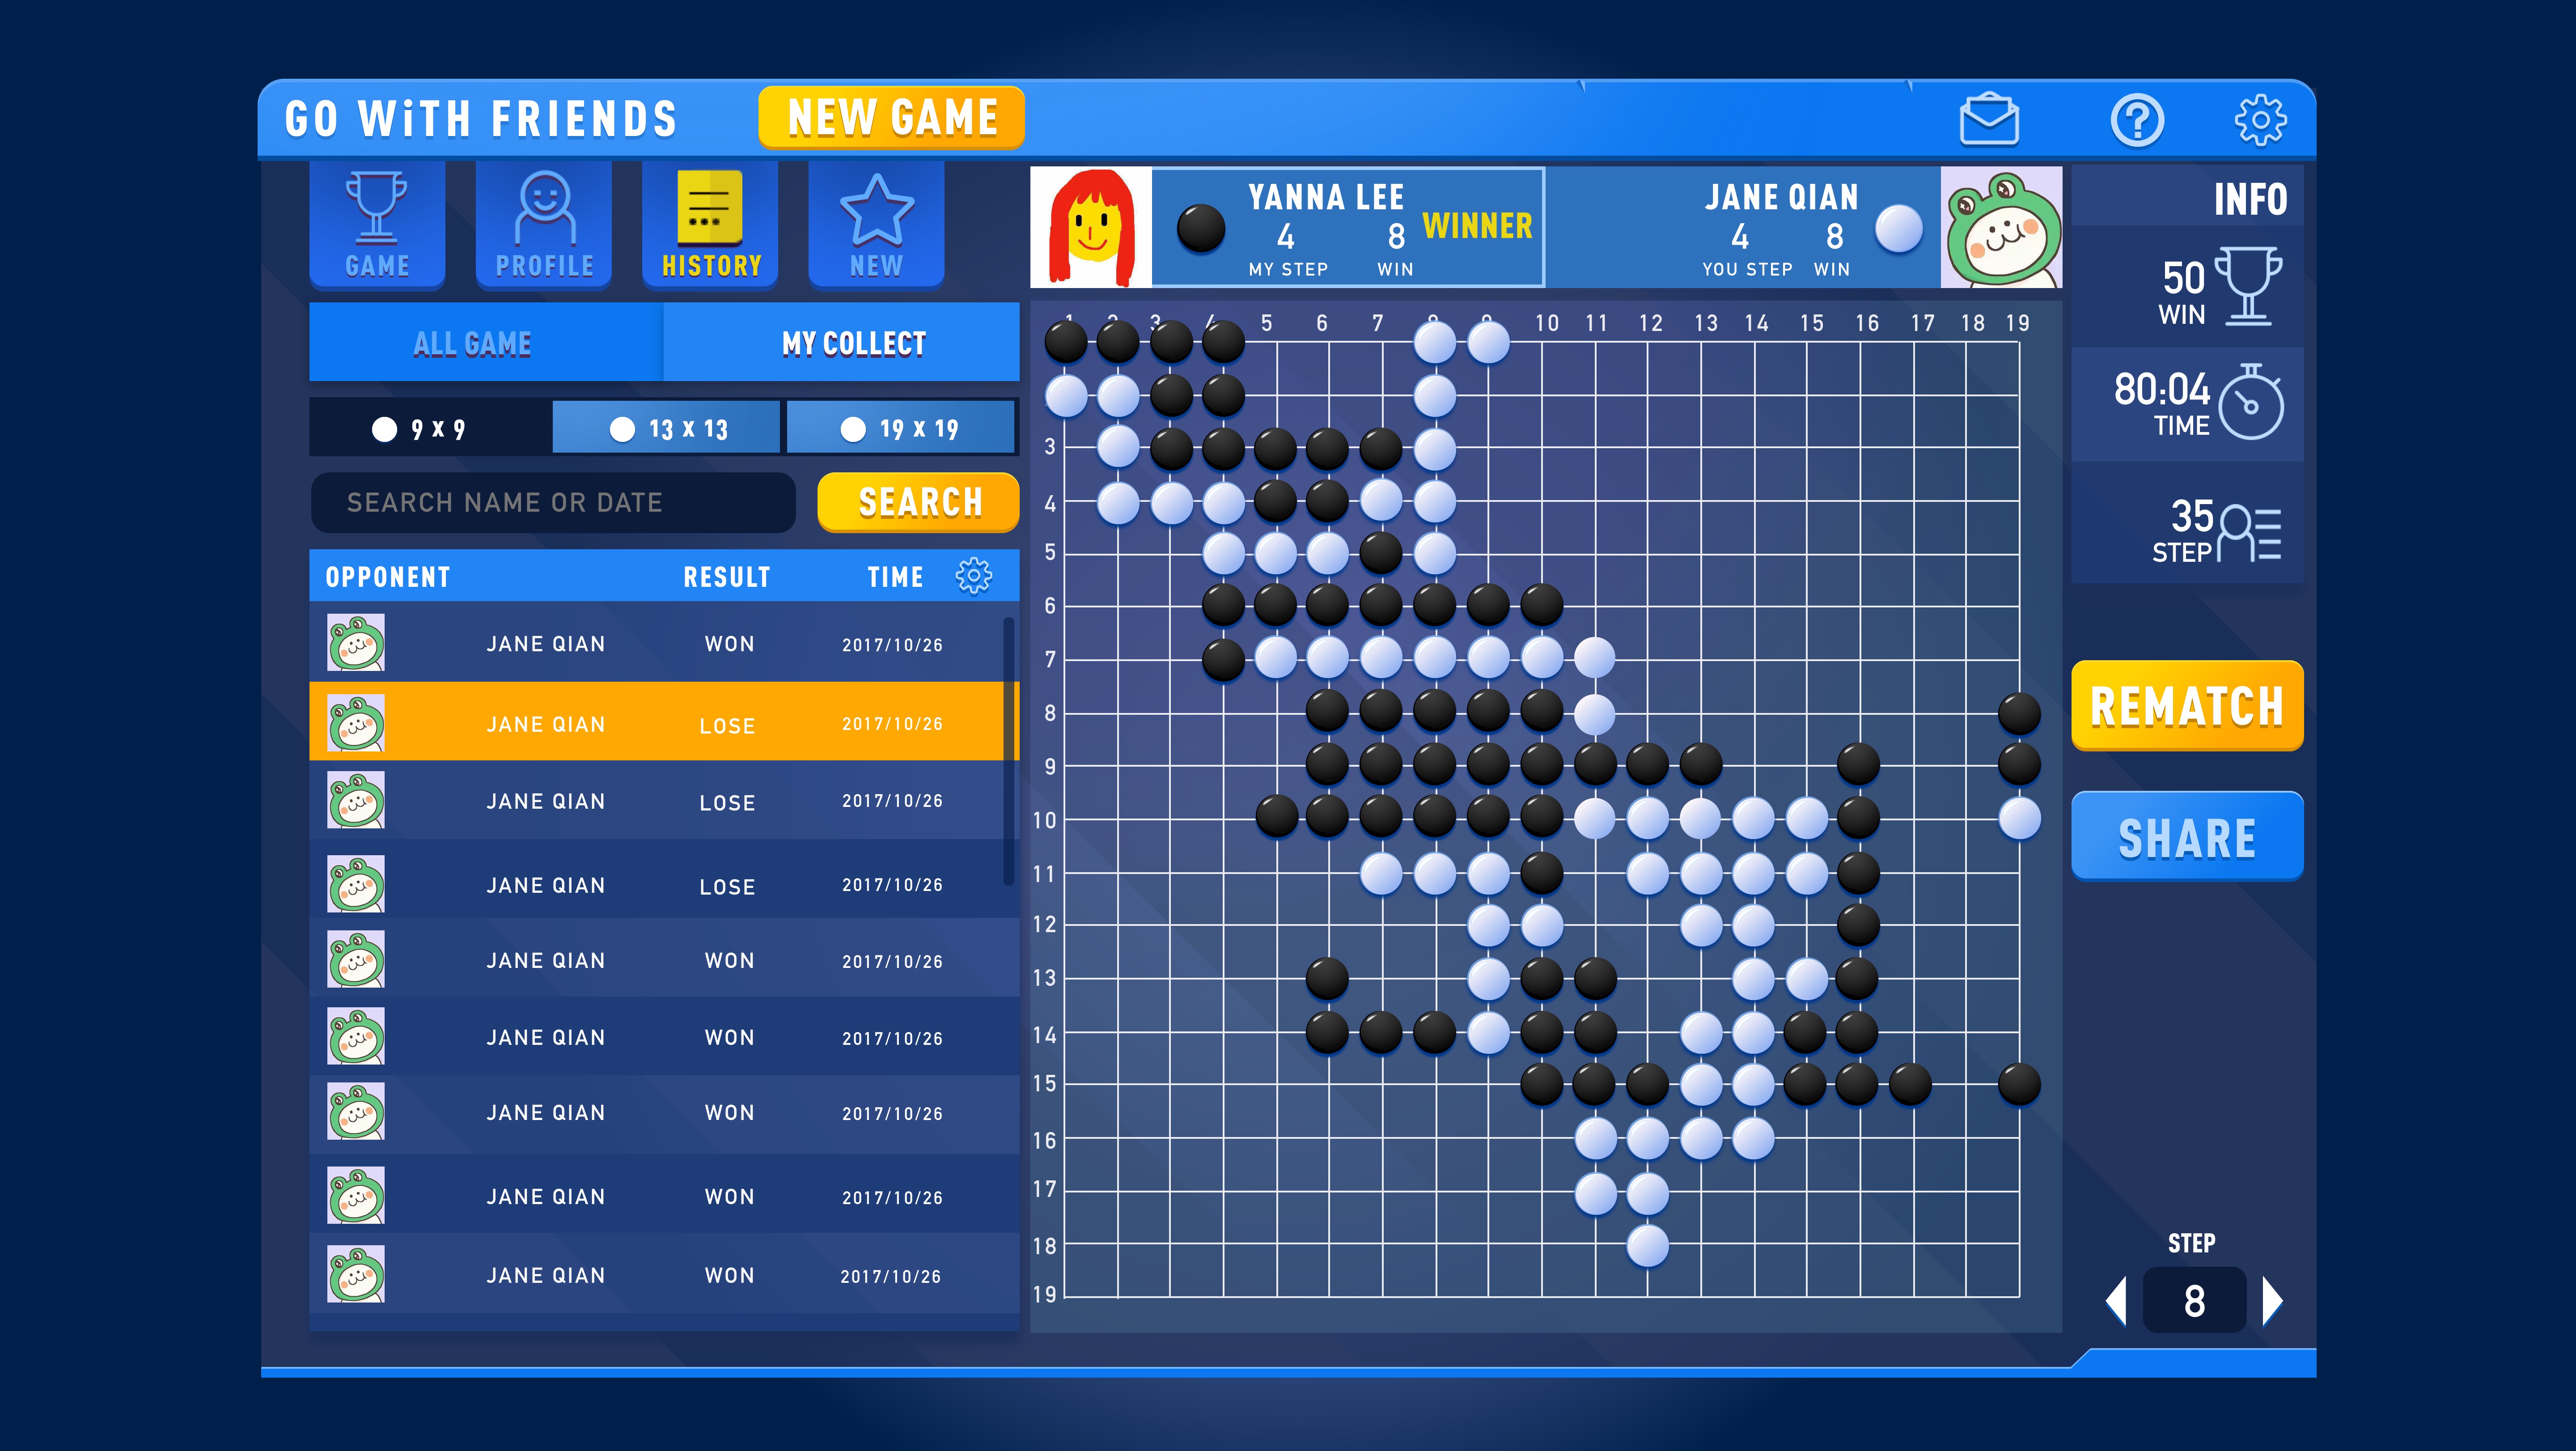 GO WiTH FRIENDS
NEW GAME
GAME
PROFILE
HISTORY
NEW
YANNA LEE
4 8
MY STEP WIN
WINNER
JANE QIAN
4 8
YOU STEP WIN
INFO
50
WIN
80:04
TIME
35
STEP
REMATCH
SHARE
STEP
8
ALL GAME
MY COLLECT
9 X 9
13 X 13
19 X 19
SEARCH NAME OR DATE
SEARCH
OPPONENT RESULT TIME
JANE QIAN WON 2017/10/26
JANE QIAN LOSE 2017/10/26
JANE QIAN LOSE 2017/10/26
JANE QIAN LOSE 2017/10/26
JANE QIAN WON 2017/10/26
JANE QIAN WON 2017/10/26
JANE QIAN WON 2017/10/26
JANE QIAN WON 2017/10/26
JANE QIAN WON 2017/10/26
3 5 6 7 10 11 12 13 14 15 16 17 18 19
3
4
5
6
7
8
9
10
11
12
13
14
15
16
17
18
19